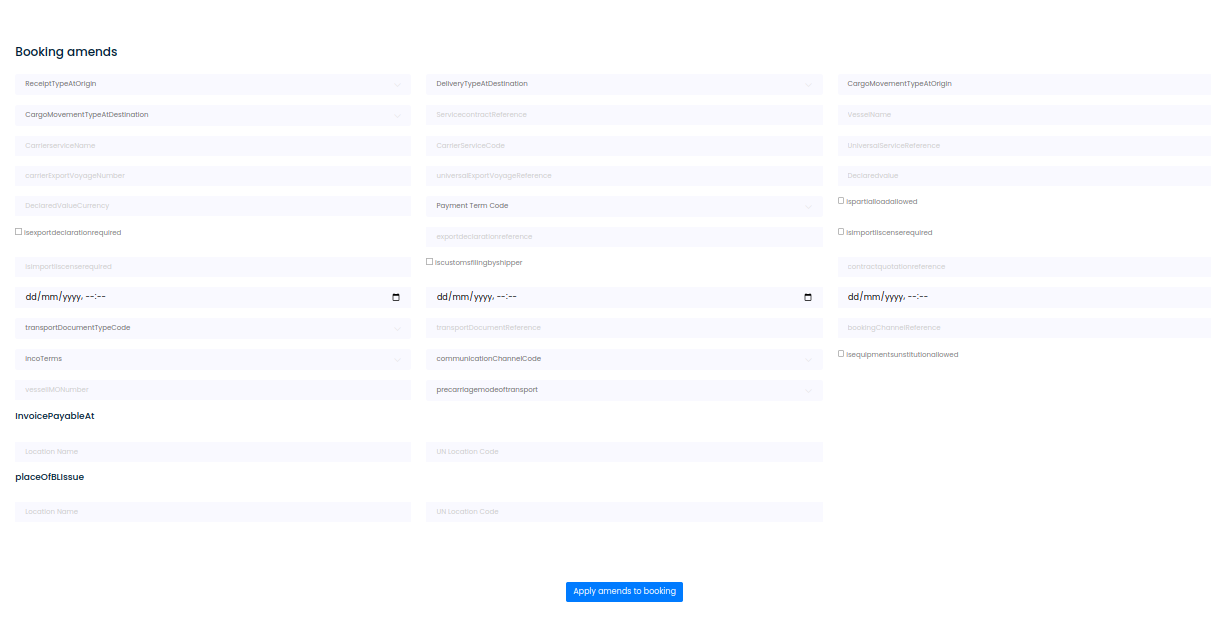 Booking amends
ReceiptTypeAtOrigin DeliveryTypeAtDestination CargoMovementTypeAtOrigin
CargoMovementTypeAtDestination ServicecontractReference VesselName
CarrierserviceName CarrierServiceCode UniversalServiceReference
carrierExportVoyageNumber universalExportVoyageReference Declaredvalue
DeclaredValueCurrency Payment Term Code Ispartialloadallowed
isexportdeclarationrequired exportdeclarationreference isimportliscenserequired
isimportliscenserequired Iscustomsfilingbyshipper contractquotationreference
dd/mm/yyyy, --:-- dd/mm/yyyy, --:-- dd/mm/yyyy, --:--
transportDocumentTypeCode transportDocumentReference bookingChannelReference
incoTerms communicationChannelCode isequipmentsunstitutionallowed
vesselIMONumber precarriagemodeoftransport
InvoicePayableAt
Location Name UN Location Code
placeOfBLIssue
Location Name UN Location Code
Apply amends to booking